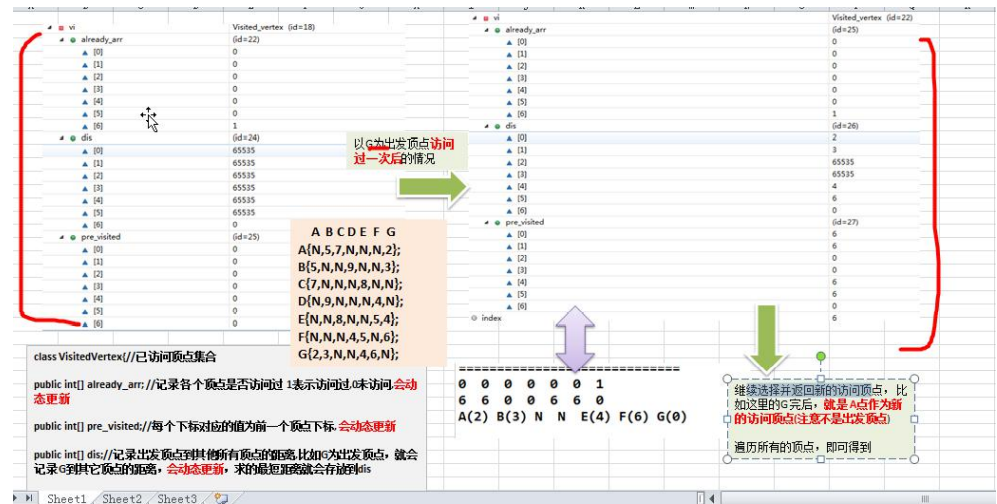 vi Visited_vertex (id=18)
already_arr (id=22)
[0] 0
[1] 0
[2] 0
[3] 0
[4] 0
[5] 0
[6] 1
dis (id=24)
[0] 65535
[1] 65535
[2] 65535
[3] 65535
[4] 65535
[5] 65535
[6] 0
pre_visited (id=25)
[0] 0
[1] 0
[2] 0
[3] 0
[4] 0
[5] 0
[6] 0
以G为出发顶点访问
过一次后的情况
vi Visited_vertex (id=22)
already_arr (id=25)
[0] 0
[1] 0
[2] 0
[3] 0
[4] 0
[5] 0
[6] 1
dis (id=26)
[0] 2
[1] 3
[2] 65535
[3] 65535
[4] 4
[5] 6
[6] 0
pre_visited (id=27)
[0] 6
[1] 6
[2] 0
[3] 0
[4] 6
[5] 6
[6] 0
index 6
A B C D E F G
A{N,5,7,N,N,N,2};
B{5,N,N,9,N,N,3};
C{7,N,N,N,8,N,N};
D{N,9,N,N,N,4,N};
E{N,N,8,N,N,5,4};
F{N,N,N,4,5,N,6};
G{2,3,N,N,4,6,N};
class VisitedVertex{//已访问顶点集合
public int[] already_arr; //记录各个顶点是否访问过 1表示访问过,0未访问,会动
态更新
public int[] pre_visited;//每个下标对应的值为前一个顶点下标, 会动态更新
public int[] dis;//记录出发顶点到其他所有顶点的距离,比如G为出发顶点，就会
记录G到其它顶点的距离，会动态更新，求的最短距离就会存放到dis
==============================
0 0 0 0 0 0 1
6 6 0 0 6 6 0
A(2) B(3) N N E(4) F(6) G(0)
继续选择并返回新的访问顶点，比
如这里的G 完后，就是 A点作为新
的访问顶点(注意不是出发顶点)
遍历所有的顶点，即可得到
Sheet1 Sheet2 Sheet3